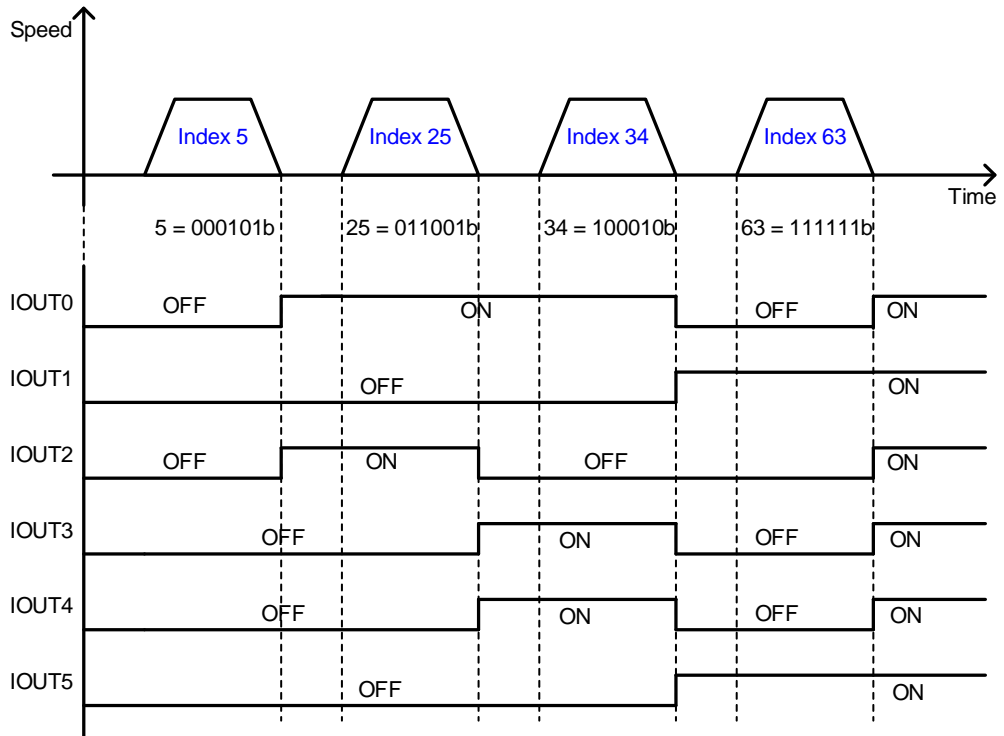 Speed
Index 5 Index 25 Index 34 Index 63
Time
5 = 000101b 25 = 011001b 34 = 100010b 63 = 111111b
IOUT0 OFF ON OFF ON
IOUT1 OFF ON
IOUT2 OFF ON OFF ON
IOUT3 OFF ON OFF ON
IOUT4 OFF ON OFF ON
IOUT5 OFF ON